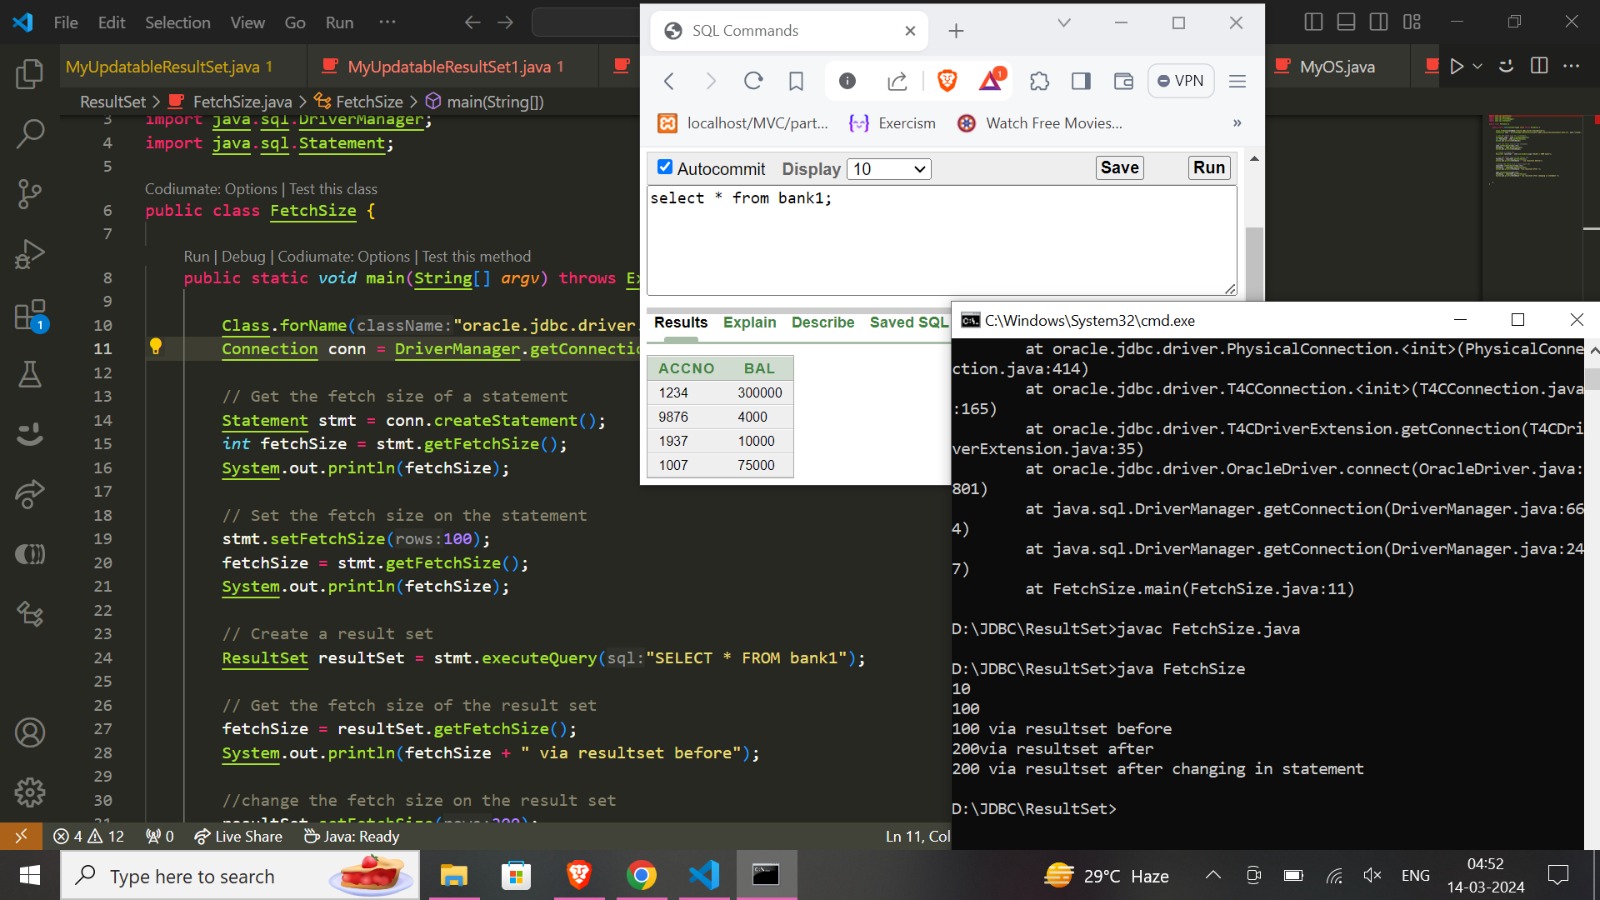 File Edit Selection View Go Run ···
MyUpdatableResultSet.java 1
MyUpdatableResultSet1.java 1
MyOS.java
ResultSet > FetchSize.java > FetchSize > main(String[])
3 import java.sql.DriverManager;
4 import java.sql.Statement;
5
Codiumate: Options | Test this class
6 public class FetchSize {
7
Run | Debug | Codiumate: Options | Test this method
8 public static void main(String[] argv) throws
9
10 Class.forName(className:"oracle.jdbc.driver.
11 Connection conn = DriverManager.getConnectio
12
13 // Get the fetch size of a statement
14 Statement stmt = conn.createStatement();
15 int fetchSize = stmt.getFetchSize();
16 System.out.println(fetchSize);
17
18 // Set the fetch size on the statement
19 stmt.setFetchSize(rows:100);
20 fetchSize = stmt.getFetchSize();
21 System.out.println(fetchSize);
22
23 // Create a result set
24 ResultSet resultSet = stmt.executeQuery(sql:"SELECT * FROM bank1");
25
26 // Get the fetch size of the result set
27 fetchSize = resultSet.getFetchSize();
28 System.out.println(fetchSize + " via resultset before");
29
30 //change the fetch size on the result set
1
4 12 0 Live Share Java: Ready
Ln 11, Col
SQL Commands
1
VPN
localhost/MVC/part... Exercism Watch Free Movies... »
Autocommit Display 10 Save Run
select * from bank1;
Results Explain Describe Saved SQL
ACCNO BAL
1234 300000
9876 4000
1937 10000
1007 75000
C:\Windows\System32\cmd.exe
at oracle.jdbc.driver.PhysicalConnection.<init>(PhysicalConne
ction.java:414)
at oracle.jdbc.driver.T4CConnection.<init>(T4CConnection.java
:165)
at oracle.jdbc.driver.T4CDriverExtension.getConnection(T4CDri
verExtension.java:35)
at oracle.jdbc.driver.OracleDriver.connect(OracleDriver.java:
801)
at java.sql.DriverManager.getConnection(DriverManager.java:66
4)
at java.sql.DriverManager.getConnection(DriverManager.java:24
7)
at FetchSize.main(FetchSize.java:11)
D:\JDBC\ResultSet>javac FetchSize.java
D:\JDBC\ResultSet>java FetchSize
10
100
100 via resultset before
200via resultset after
200 via resultset after changing in statement
D:\JDBC\ResultSet>
Type here to search
29°C Haze
ENG
04:52
14-03-2024